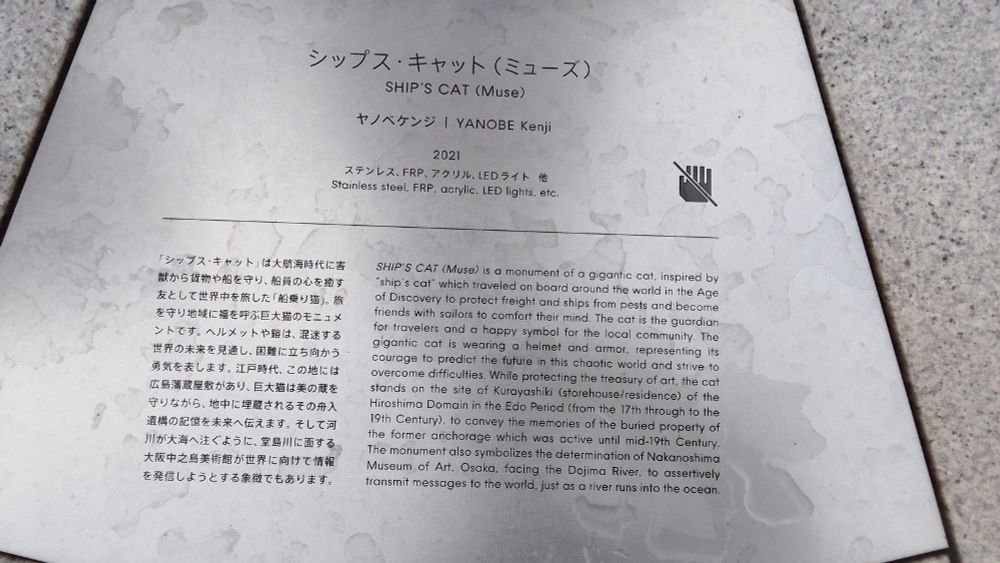 シップス・キャット（ミューズ）
SHIP'S CAT (Muse)
ヤノベケンジ | YANOBE Kenji
2021
ステンレス、FRP、アクリル、LEDライト 他
Stainless steel, FRP, acrylic, LED lights, etc.
「シップス・キャット」は大航海時代に害
獣から貨物や船を守り、船員の心を癒す
友として世界中を旅した「船乗り猫」。旅
を守り地域に福を呼ぶ巨大猫のモニュメ
ントです。ヘルメットや鎧は、混迷する
世界の未来を見通し、困難に立ち向かう
勇気を表します。江戸時代、この地には
広島藩蔵屋敷があり、巨大猫は美の蔵を
守りながら、地中に埋蔵されるその舟入
遺構の記憶を未来へ伝えます。そして河
川が大海へ注ぐように、堂島川に面する
大阪中之島美術館が世界に向けて情報
を発信しようとする象徴でもあります。
SHIP'S CAT (Muse) is a monument of a gigantic cat, inspired by
"ship's cat" which traveled on board around the world in the Age
of Discovery to protect freight and ships from pests and become
friends with sailors to comfort their mind. The cat is the guardian
for travelers and a happy symbol for the local community. The
gigantic cat is wearing a helmet and armor, representing its
courage to predict the future in this chaotic world and strive to
overcome difficulties. While protecting the treasury of art, the cat
stands on the site of Kurayashiki (storehouse/residence) of the
Hiroshima Domain in the Edo Period (from the 17th through to the
19th Century), to convey the memories of the buried property of
the former anchorage which was active until mid-19th Century.
The monument also symbolizes the determination of Nakanoshima
Museum of Art, Osaka, facing the Dojima River, to assertively
transmit messages to the world, just as a river runs into the ocean.